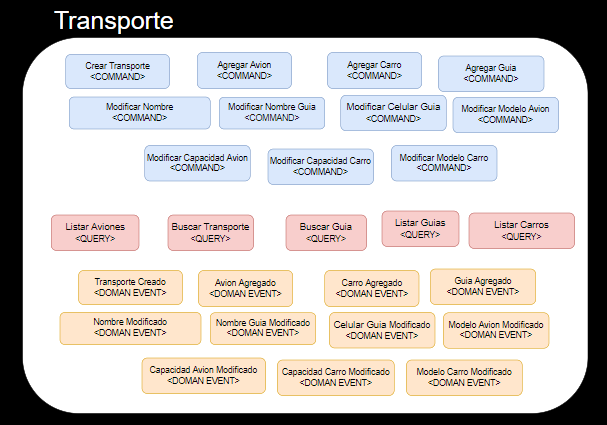 Transporte
Crear Transporte
<COMMAND>
Agregar Avion
<COMMAND>
Agregar Carro
<COMMAND>
Agregar Guia
<COMMAND>
Modificar Nombre
<COMMAND>
Modificar Nombre Guia
<COMMAND>
Modificar Celular Guia
<COMMAND>
Modificar Modelo Avion
<COMMAND>
Modificar Capacidad Avion
<COMMAND>
Modificar Capacidad Carro
<COMMAND>
Modificar Modelo Carro
<COMMAND>
Listar Aviones
<QUERY>
Buscar Transporte
<QUERY>
Buscar Guia
<QUERY>
Listar Guias
<QUERY>
Listar Carros
<QUERY>
Transporte Creado
<DOMAN EVENT>
Avion Agregado
<DOMAN EVENT>
Carro Agregado
<DOMAN EVENT>
Guia Agregado
<DOMAN EVENT>
Nombre Modificado
<DOMAN EVENT>
Nombre Guia Modificado
<DOMAN EVENT>
Celular Guia Modificado
<DOMAN EVENT>
Modelo Avion Modificado
<DOMAN EVENT>
Capacidad Avion Modificado
<DOMAN EVENT>
Capacidad Carro Modificado
<DOMAN EVENT>
Modelo Carro Modificado
<DOMAN EVENT>